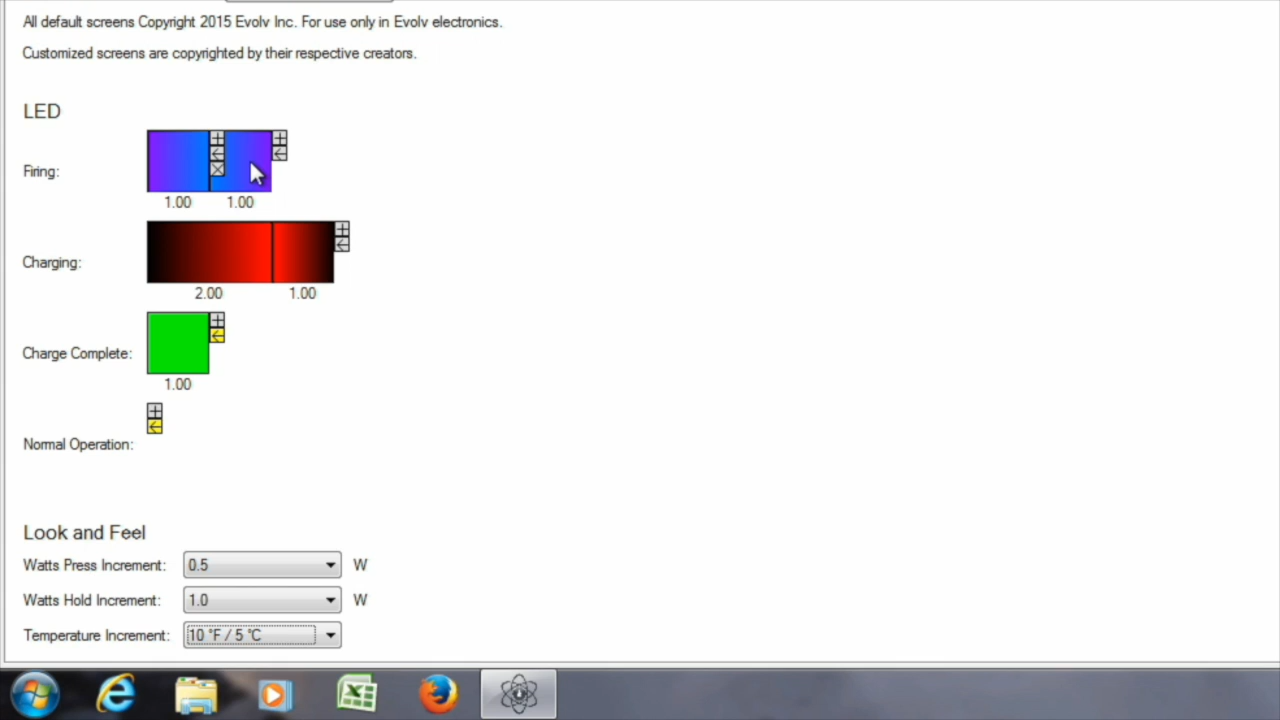 All default screens Copyright 2015 Evolv Inc. For use only in Evolv electronics.
Customized screens are copyrighted by their respective creators.
LED
Firing:
1.00 1.00
Charging:
2.00 1.00
Charge Complete:
1.00
Normal Operation:
Look and Feel
Watts Press Increment: 0.5 W
Watts Hold Increment: 1.0 W
Temperature Increment: 10 °F / 5 °C